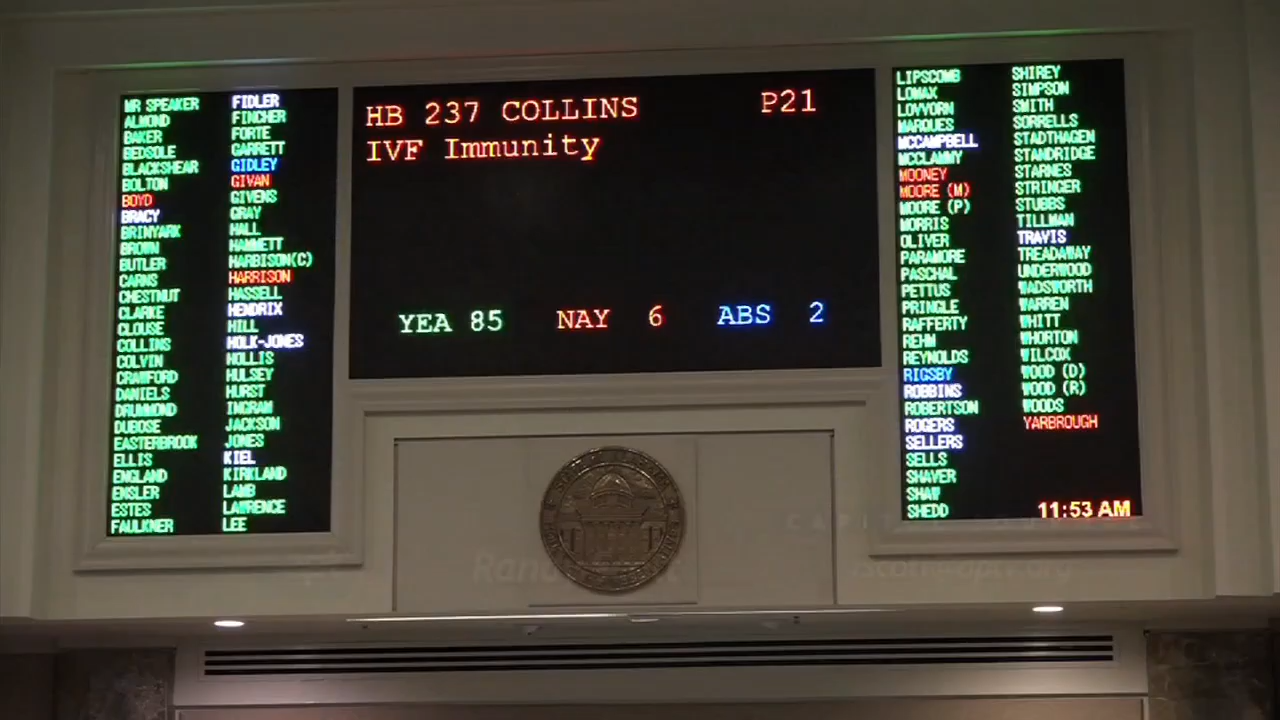 MR SPEAKER
ALMOND
BAKER
BEDSOLE
BLACKSHEAR
BOLTON
BOYD
BRACY
BRINYARK
BROWN
BUTLER
CARNS
CHESTNUT
CLARKE
CLOUSE
COLLINS
COLVIN
CRAWFORD
DANIELS
DRUMMOND
DUBOSE
EASTERBROOK
ELLIS
ENGLAND
ENSLER
ESTES
FAULKNER
FIDLER
FINCHER
FORTE
GARRETT
GIDLEY
GIVAN
GIVENS
GRAY
HALL
HAMMETT
HARBISON(C)
HARRISON
HASSELL
HENDRIX
HILL
HOLK-JONES
HOLLIS
HULSEY
HURST
INGRAM
JACKSON
JONES
KIEL
KIRKLAND
LAMB
LAWRENCE
LEE
HB 237 COLLINS P21
IVF Immunity
YEA 85 NAY 6 ABS 2
LIPSCOMB
LOMAX
LOVVORN
MARQUES
MCCAMPBELL
MCCLAMMY
MOONEY
MOORE (M)
MOORE (P)
MORRIS
OLIVER
PARAMORE
PASCHAL
PETTUS
PRINGLE
RAFFERTY
REHM
REYNOLDS
RIGSBY
ROBBINS
ROBERTSON
ROGERS
SELLERS
SELLS
SHAVER
SHAW
SHEDD
SHIREY
SIMPSON
SMITH
SORRELLS
STADTHAGEN
STANDRIDGE
STARNES
STRINGER
STUBBS
TILLMAN
TRAVIS
TREADAWAY
UNDERWOOD
WADSWORTH
WARREN
WHITT
WHORTON
WILCOX
WOOD (D)
WOOD (R)
WOODS
YARBROUGH
11:53 AM